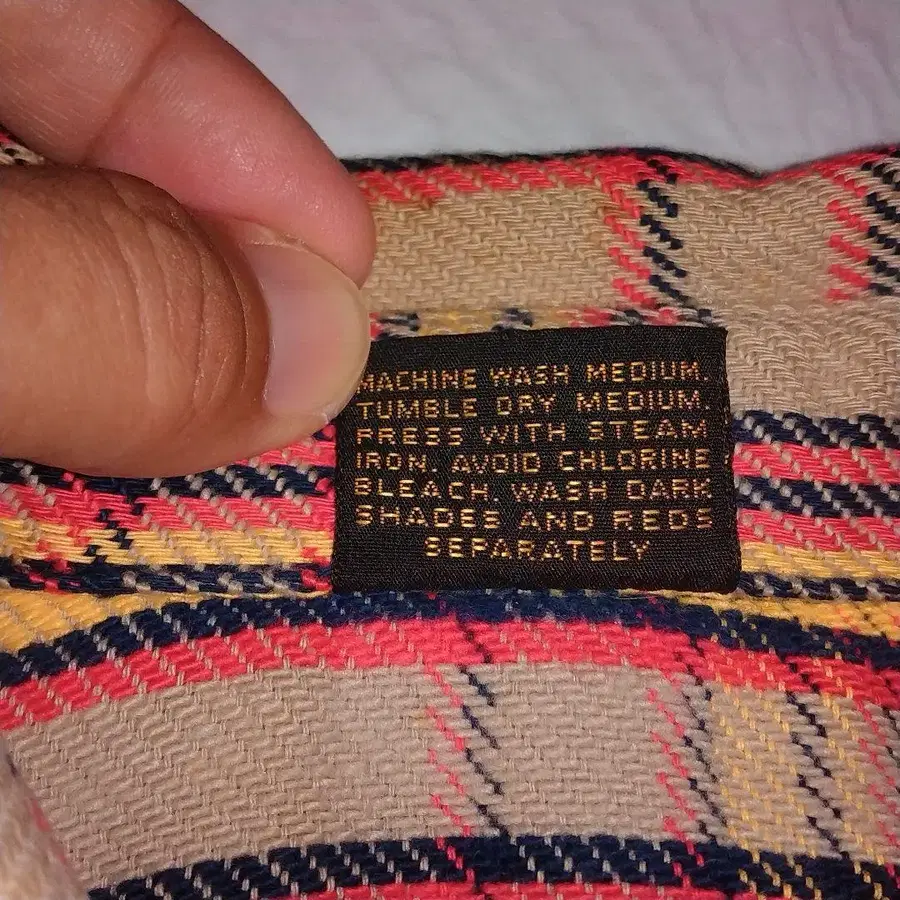 MACHINE WASH MEDIUM.
TUMBLE DRY MEDIUM.
PRESS WITH STEAM
IRON. AVOID CHLORINE
BLEACH. WASH DARK
SHADES AND REDS
SEPARATELY